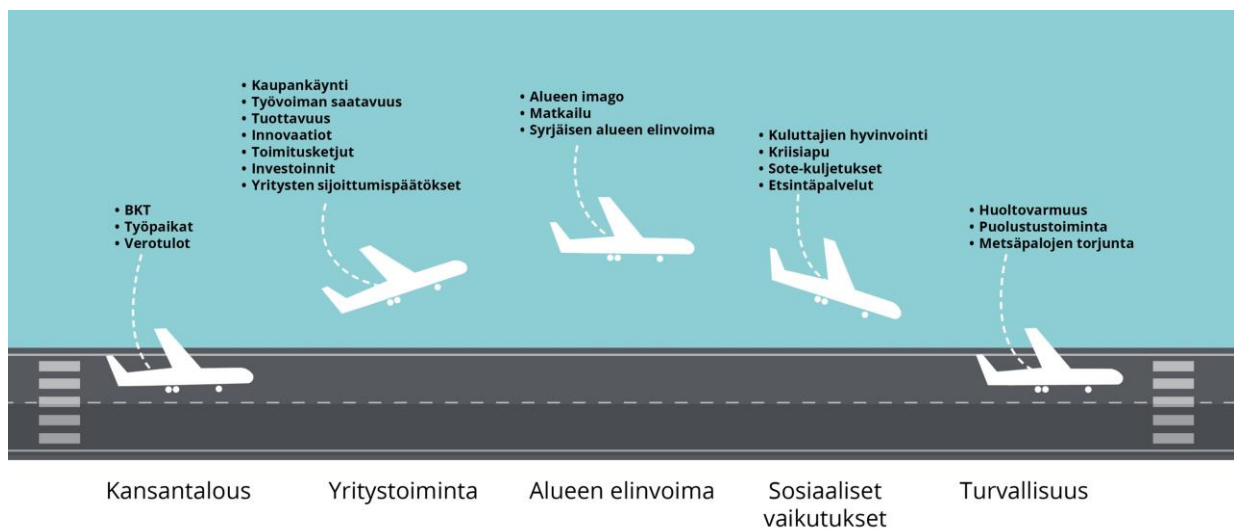 • Kaupankäynti
• Työvoiman saatavuus
• Tuottavuus
• Innovaatiot
• Toimitusketjut
• Investoinnit
• Yritysten sijoittumispäätökset
• Alueen imago
• Matkailu
• Syrjäisen alueen elinvoima
• Kuluttajien hyvinvointi
• Kriisiapu
• Sote-kuljetukset
• Etsintäpalvelut
• BKT
• Työpaikat
• Verotulot
• Huoltovarmuus
• Puolustustoiminta
• Metsäpalojen torjunta
Kansantalous
Yritystoiminta
Alueen elinvoima
Sosiaaliset
vaikutukset
Turvallisuus